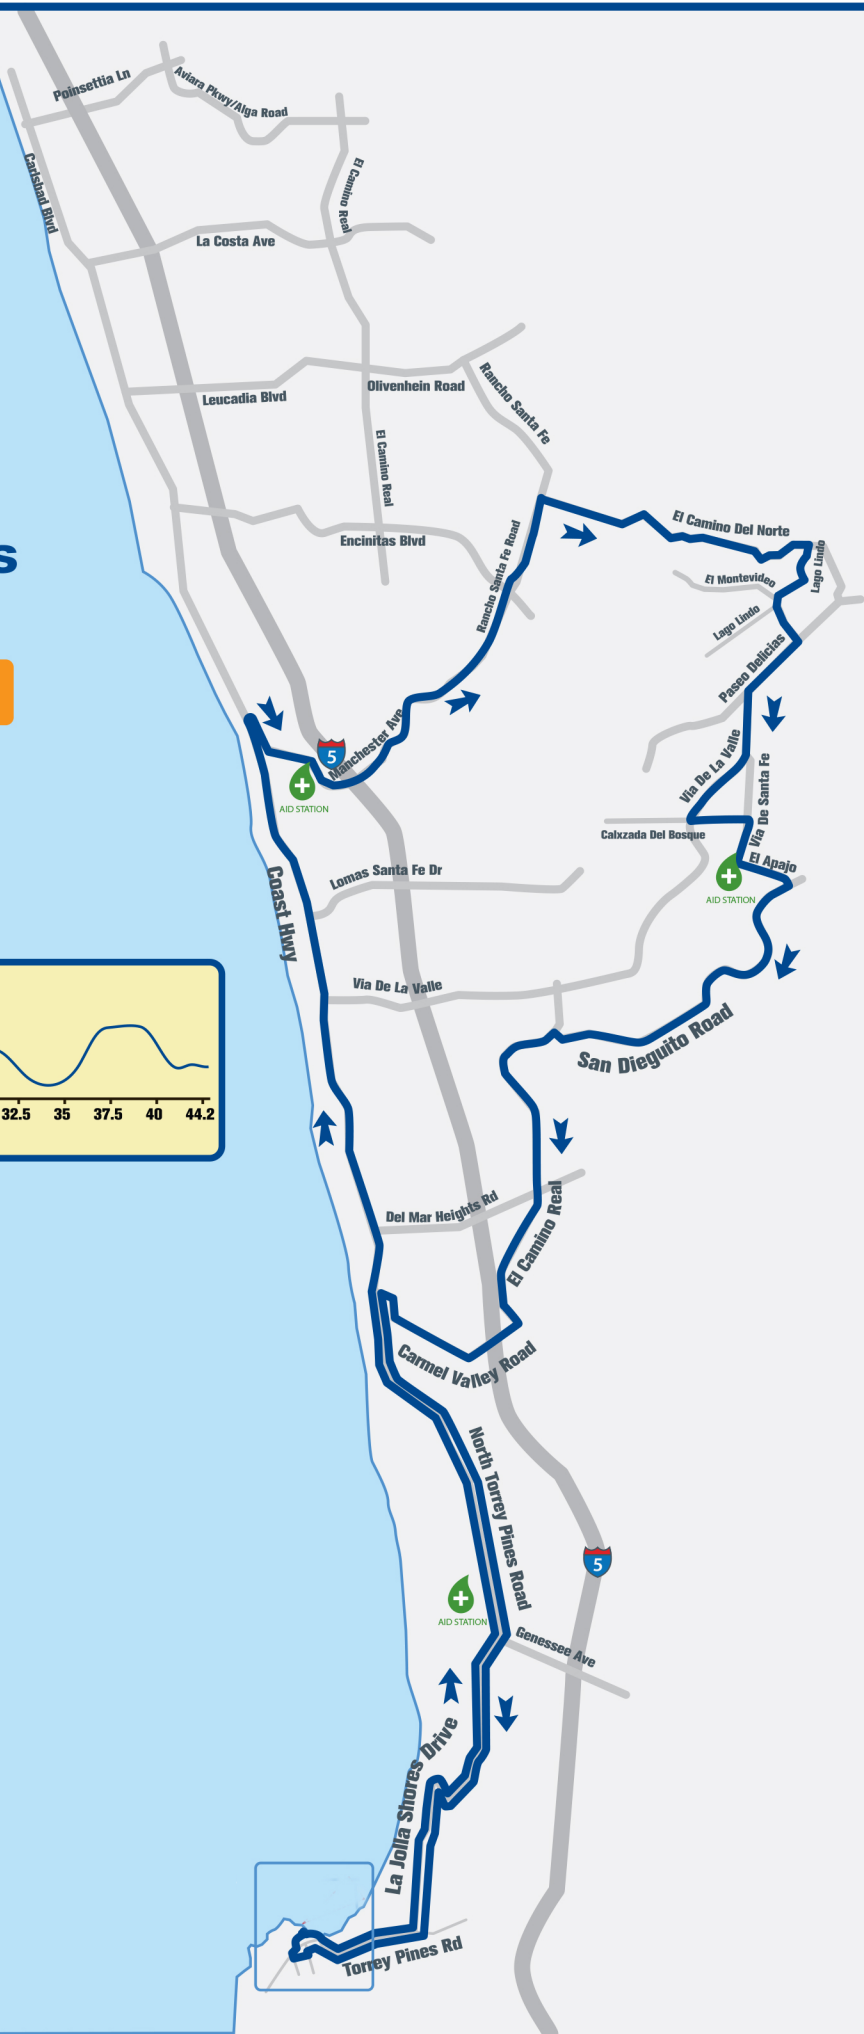 Poinsettia Ln
Aviara Pkwy/Alga Road
Carlsbad Blvd
El Camino Real
La Costa Ave
Leucadia Blvd
Olivenhein Road
Rancho Santa Fe
El Camino Real
Encinitas Blvd
Rancho Santa Fe Road
El Camino Del Norte
Lago Lindo
El Montevideo
Lago Lindo
s
Paseo Delicias
5
Manchester Ave
AID STATION
Via De La Valle
Via De Santa Fe
Calxzada Del Bosque
El Apajo
AID STATION
Lomas Santa Fe Dr
Coast Hwy
Via De La Valle
San Dieguito Road
32.5 35 37.5 40 44.2
Del Mar Heights Rd
El Camino Real
Carmel Valley Road
North Torrey Pines Road
5
AID STATION
Genessee Ave
La Jolla Shores Drive
Torrey Pines Rd